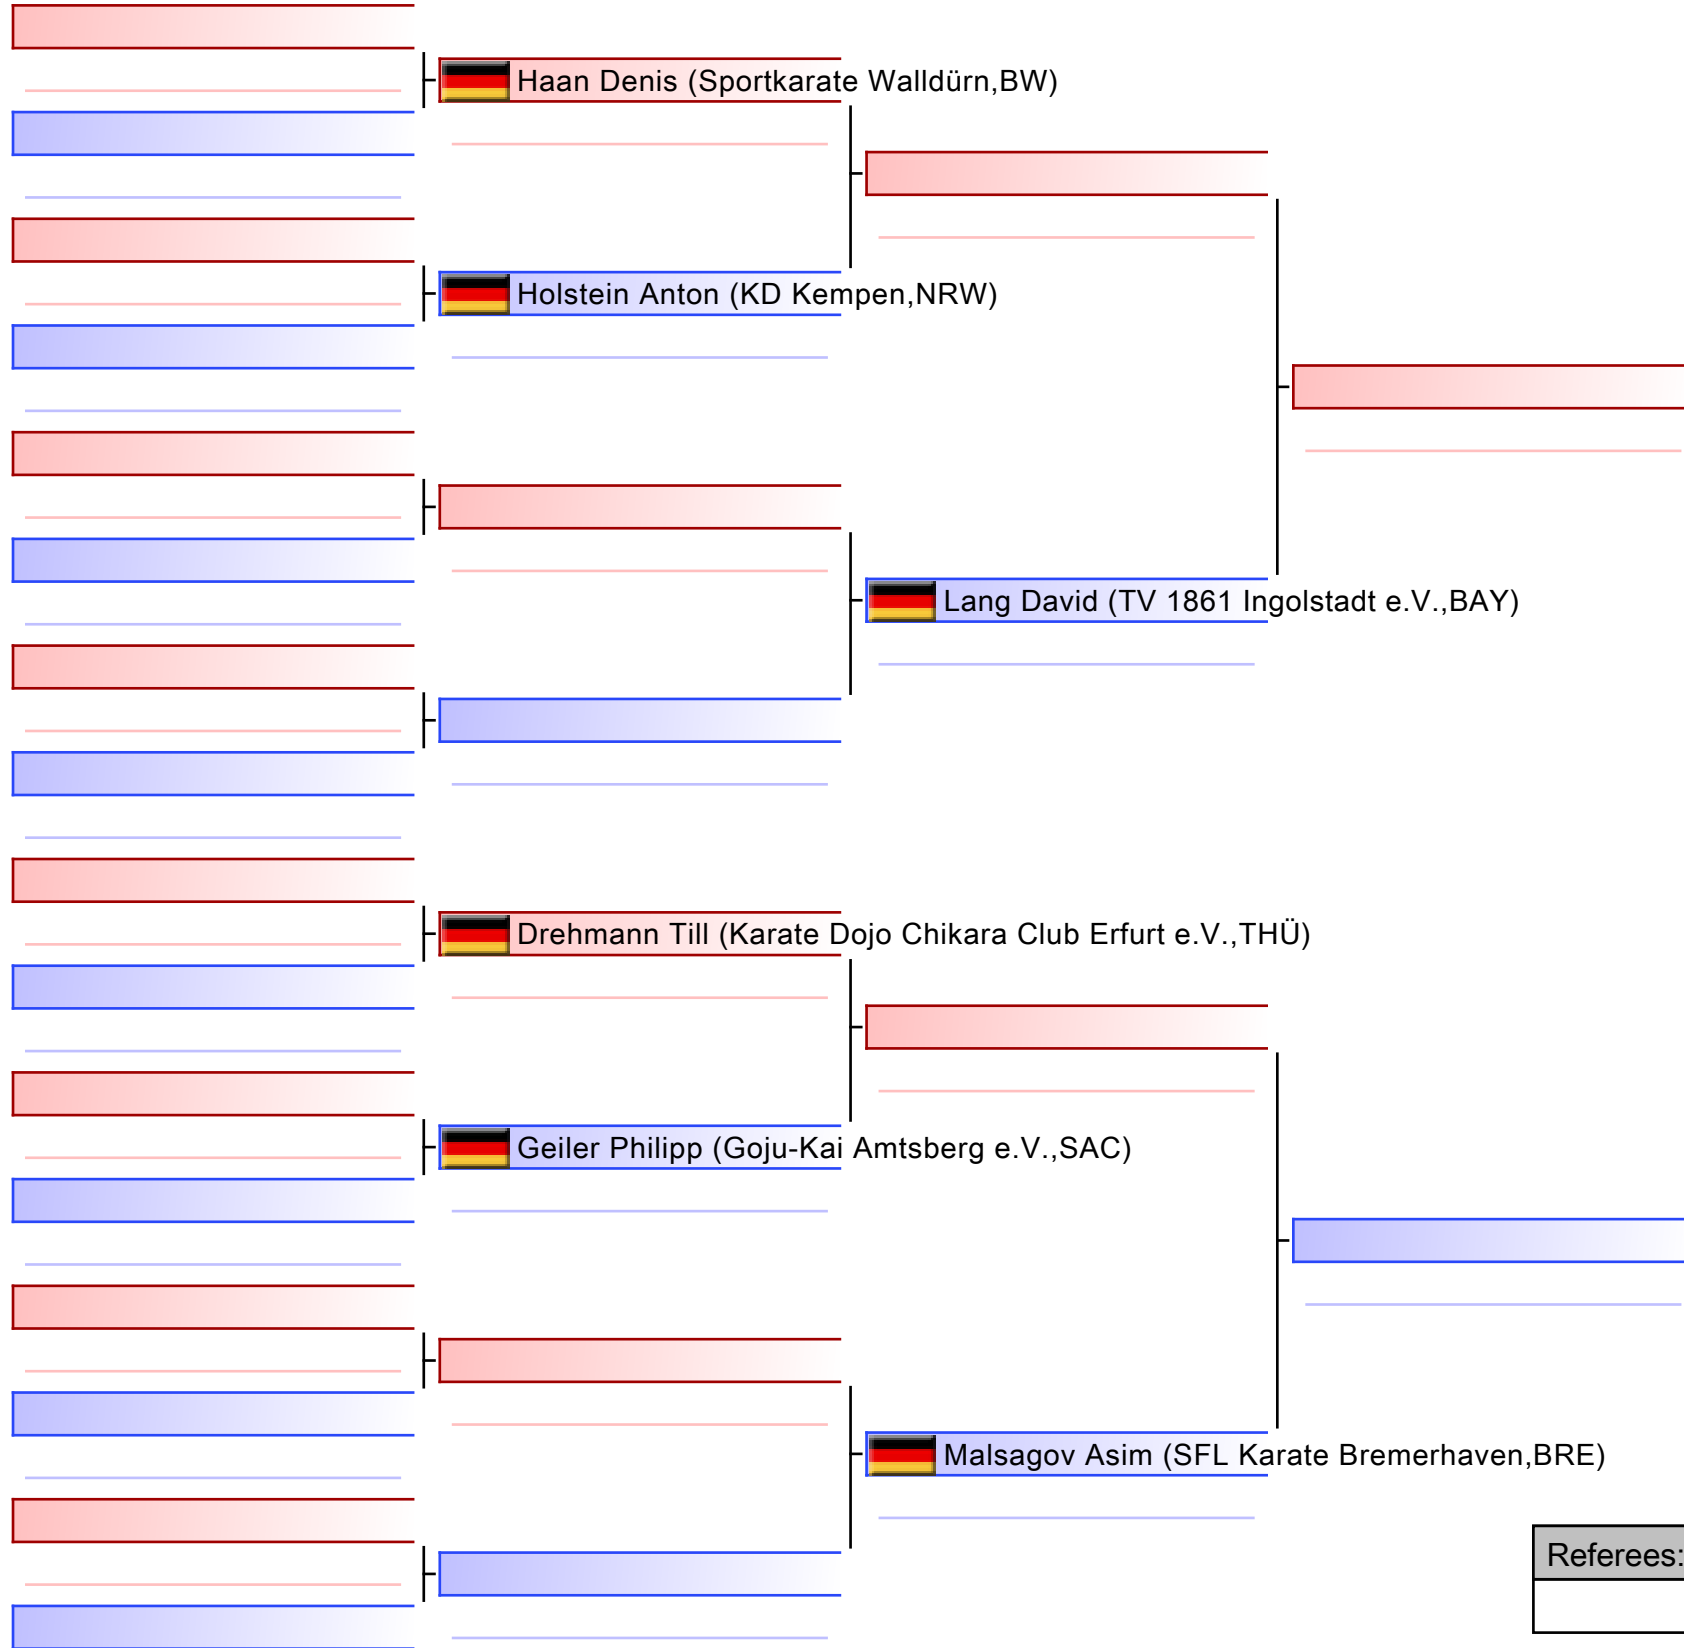 Haan Denis (Sportkarate Walldürn,BW)
Holstein Anton (KD Kempen,NRW)
Lang David (TV 1861 Ingolstadt e.V.,BAY)
Drehmann Till (Karate Dojo Chikara Club Erfurt e.V.,THÜ)
Geiler Philipp (Goju-Kai Amtsberg e.V.,SAC)
Malsagov Asim (SFL Karate Bremerhaven,BRE)
Referees: